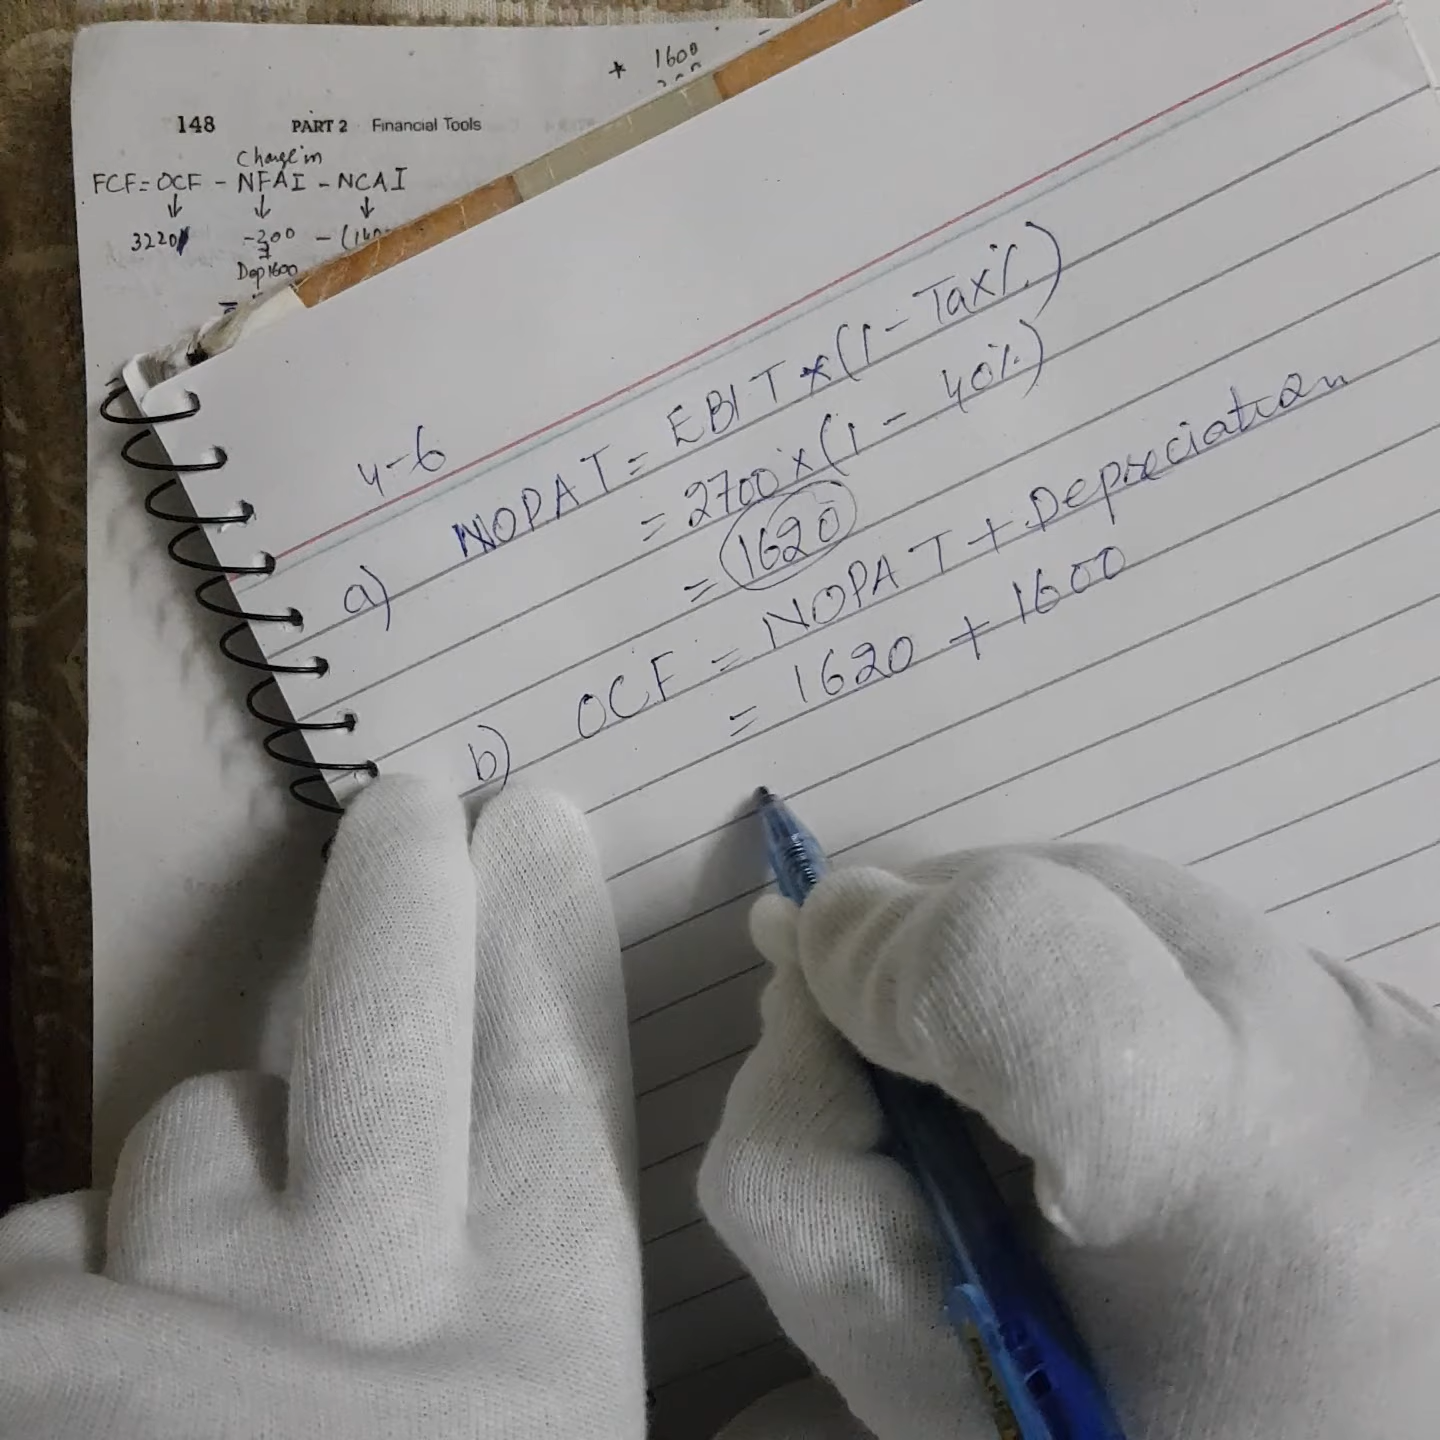 * 1600
148 PART 2 Financial Tools
Change in
FCF = OCF - NFAI - NCAI
↓ ↓ ↓
3220 -300 - (140
Dep 1600
4-6
a) NOPAT = EBIT × (1 - Tax%)
= 2700 × (1 - 40%)
= 1620
b) OCF = NOPAT + Depreciation
= 1620 + 1600